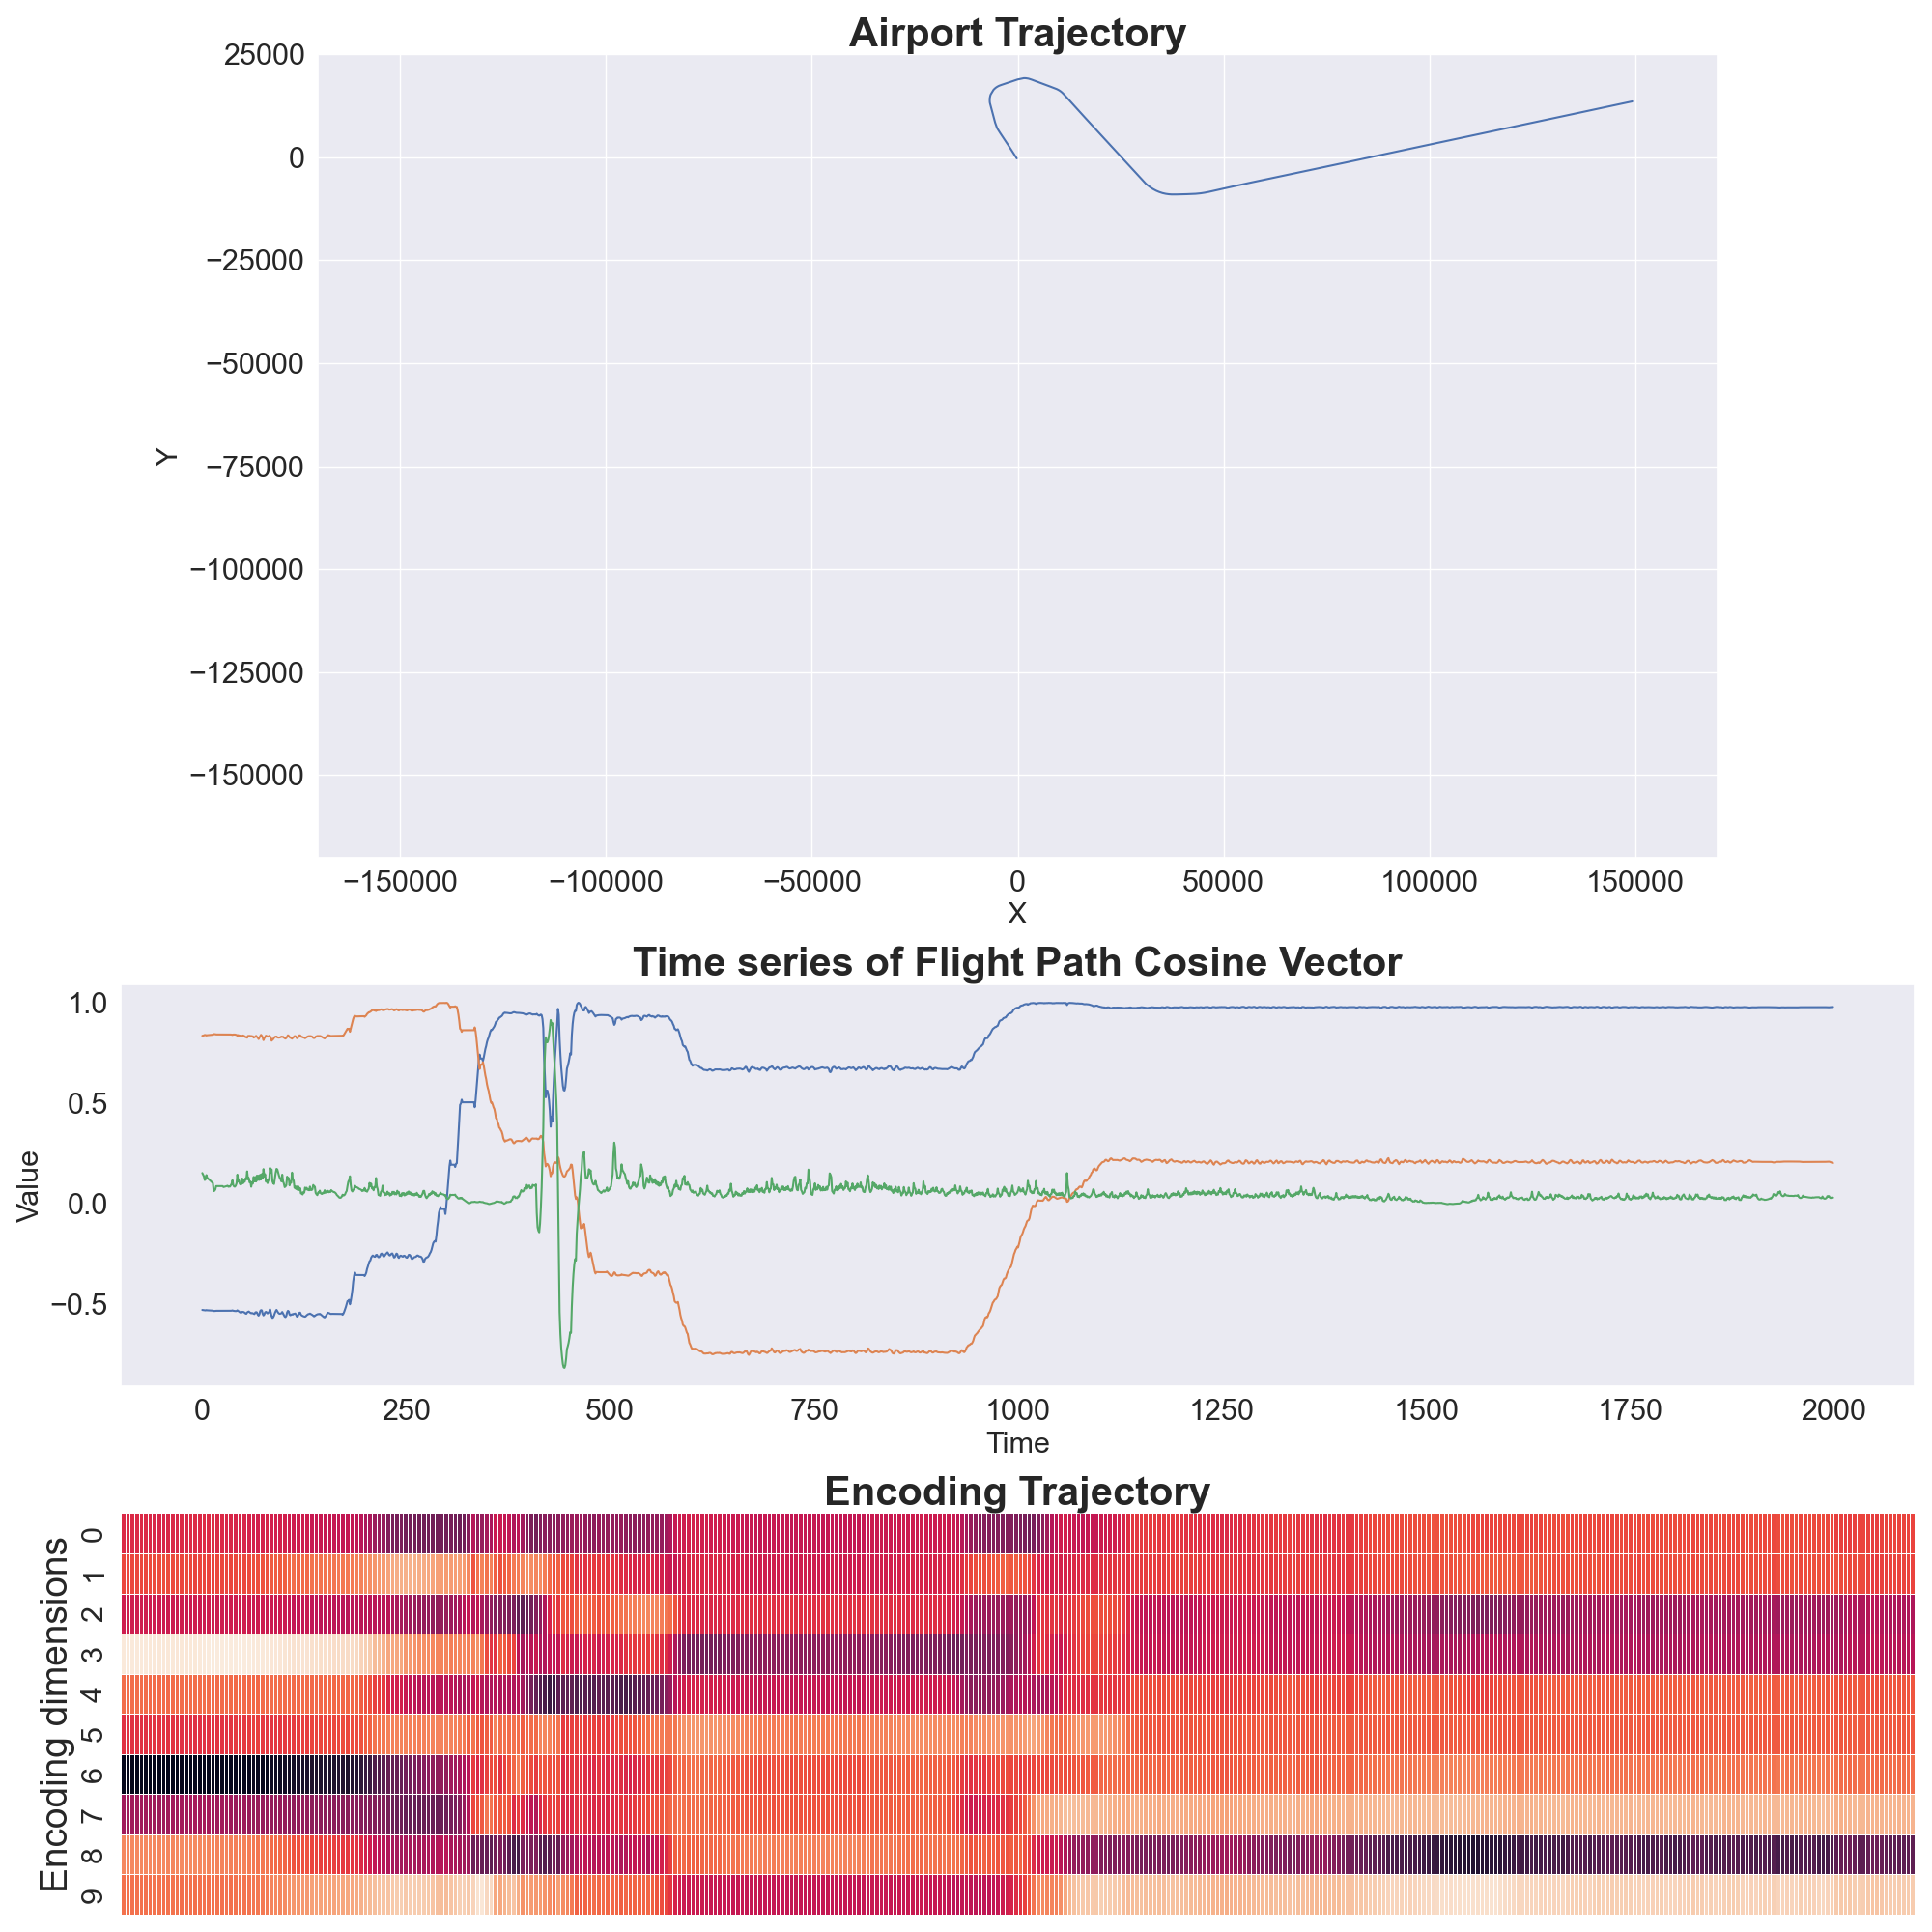 Airport Trajectory
25000
0
−25000
−50000
−75000
−100000
−125000
−150000
Y
−150000 −100000 −50000 0 50000 100000 150000
X
Time series of Flight Path Cosine Vector
1.0
0.5
0.0
−0.5
Value
0 250 500 750 1000 1250 1500 1750 2000
Time
Encoding Trajectory
Encoding dimensions
0
1
2
3
4
5
6
7
8
9